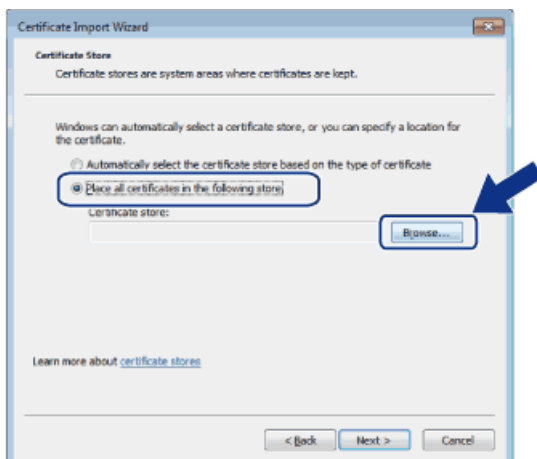 Certificate Import Wizard
Certificate Store
Certificate stores are system areas where certificates are kept.
Windows can automatically select a certificate store, or you can specify a location for
the certificate.
Automatically select the certificate store based on the type of certificate
Place all certificates in the following store
Certificate store:
Browse...
Learn more about certificate stores
< Back
Next >
Cancel